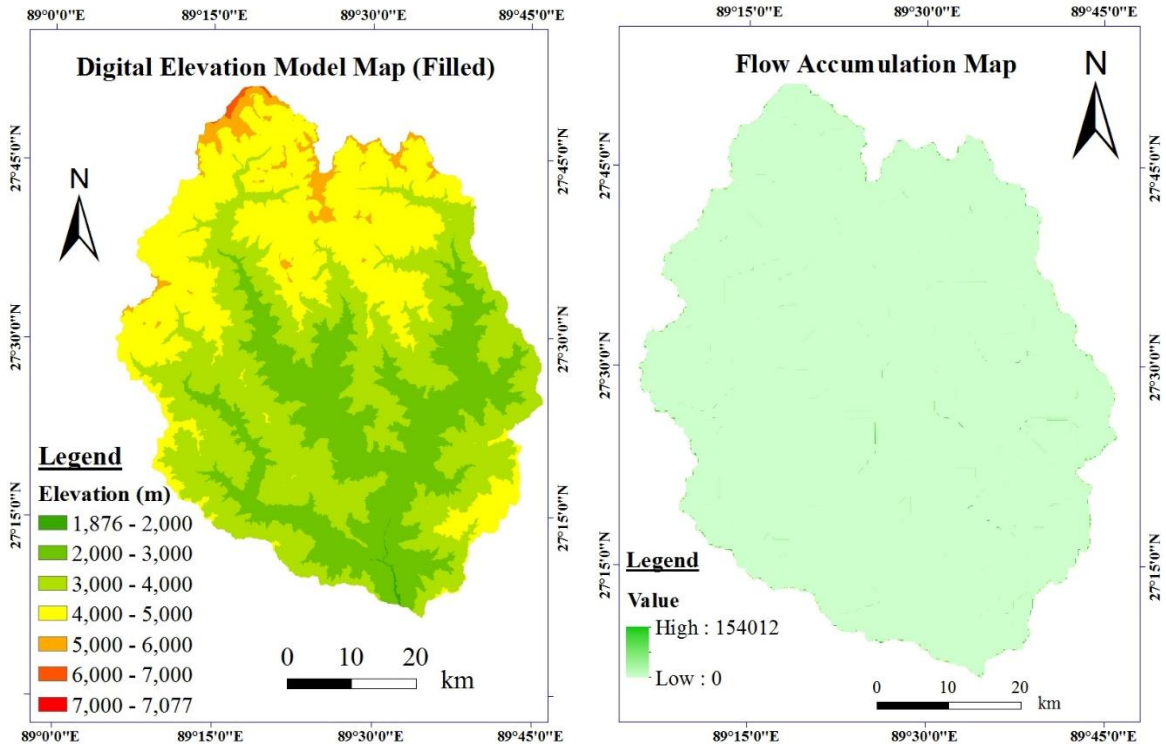 89°15'0"E 89°30'0"E 89°45'0"E
Digital Elevation Model Map (Filled)
N
27°45'0"N
27°30'0"N
27°15'0"N
27°45'0"N
27°30'0"N
27°15'0"N
Legend
Elevation (m)
1,876 - 2,000
2,000 - 3,000
3,000 - 4,000
4,000 - 5,000
5,000 - 6,000
6,000 - 7,000
7,000 - 7,077
0 10 20
km
89°0'0"E 89°15'0"E 89°30'0"E 89°45'0"E
89°15'0"E 89°30'0"E 89°45'0"E
Flow Accumulation Map
N
27°45'0"N
27°30'0"N
27°15'0"N
27°45'0"N
27°30'0"N
27°15'0"N
Legend
Value
High : 154012
Low : 0
0 10 20
km
89°15'0"E 89°30'0"E 89°45'0"E